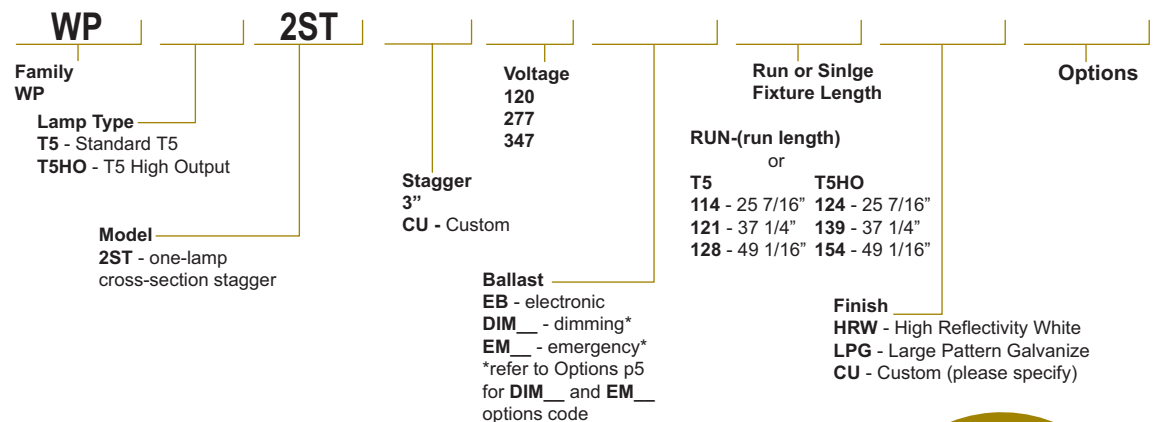 WP 2ST
Family
WP
Lamp Type
T5 - Standard T5
T5HO - T5 High Output
Model
2ST - one-lamp
cross-section stagger
Stagger
3”
CU - Custom
Voltage
120
277
347
Ballast
EB - electronic
DIM__ - dimming*
EM__ - emergency*
*refer to Options p5
for DIM__ and EM__
options code
Run or Sinlge
Fixture Length
RUN-(run length)
or
T5 T5HO
114 - 25 7/16” 124 - 25 7/16”
121 - 37 1/4” 139 - 37 1/4”
128 - 49 1/16” 154 - 49 1/16”
Finish
HRW - High Reflectivity White
LPG - Large Pattern Galvanize
CU - Custom (please specify)
Options